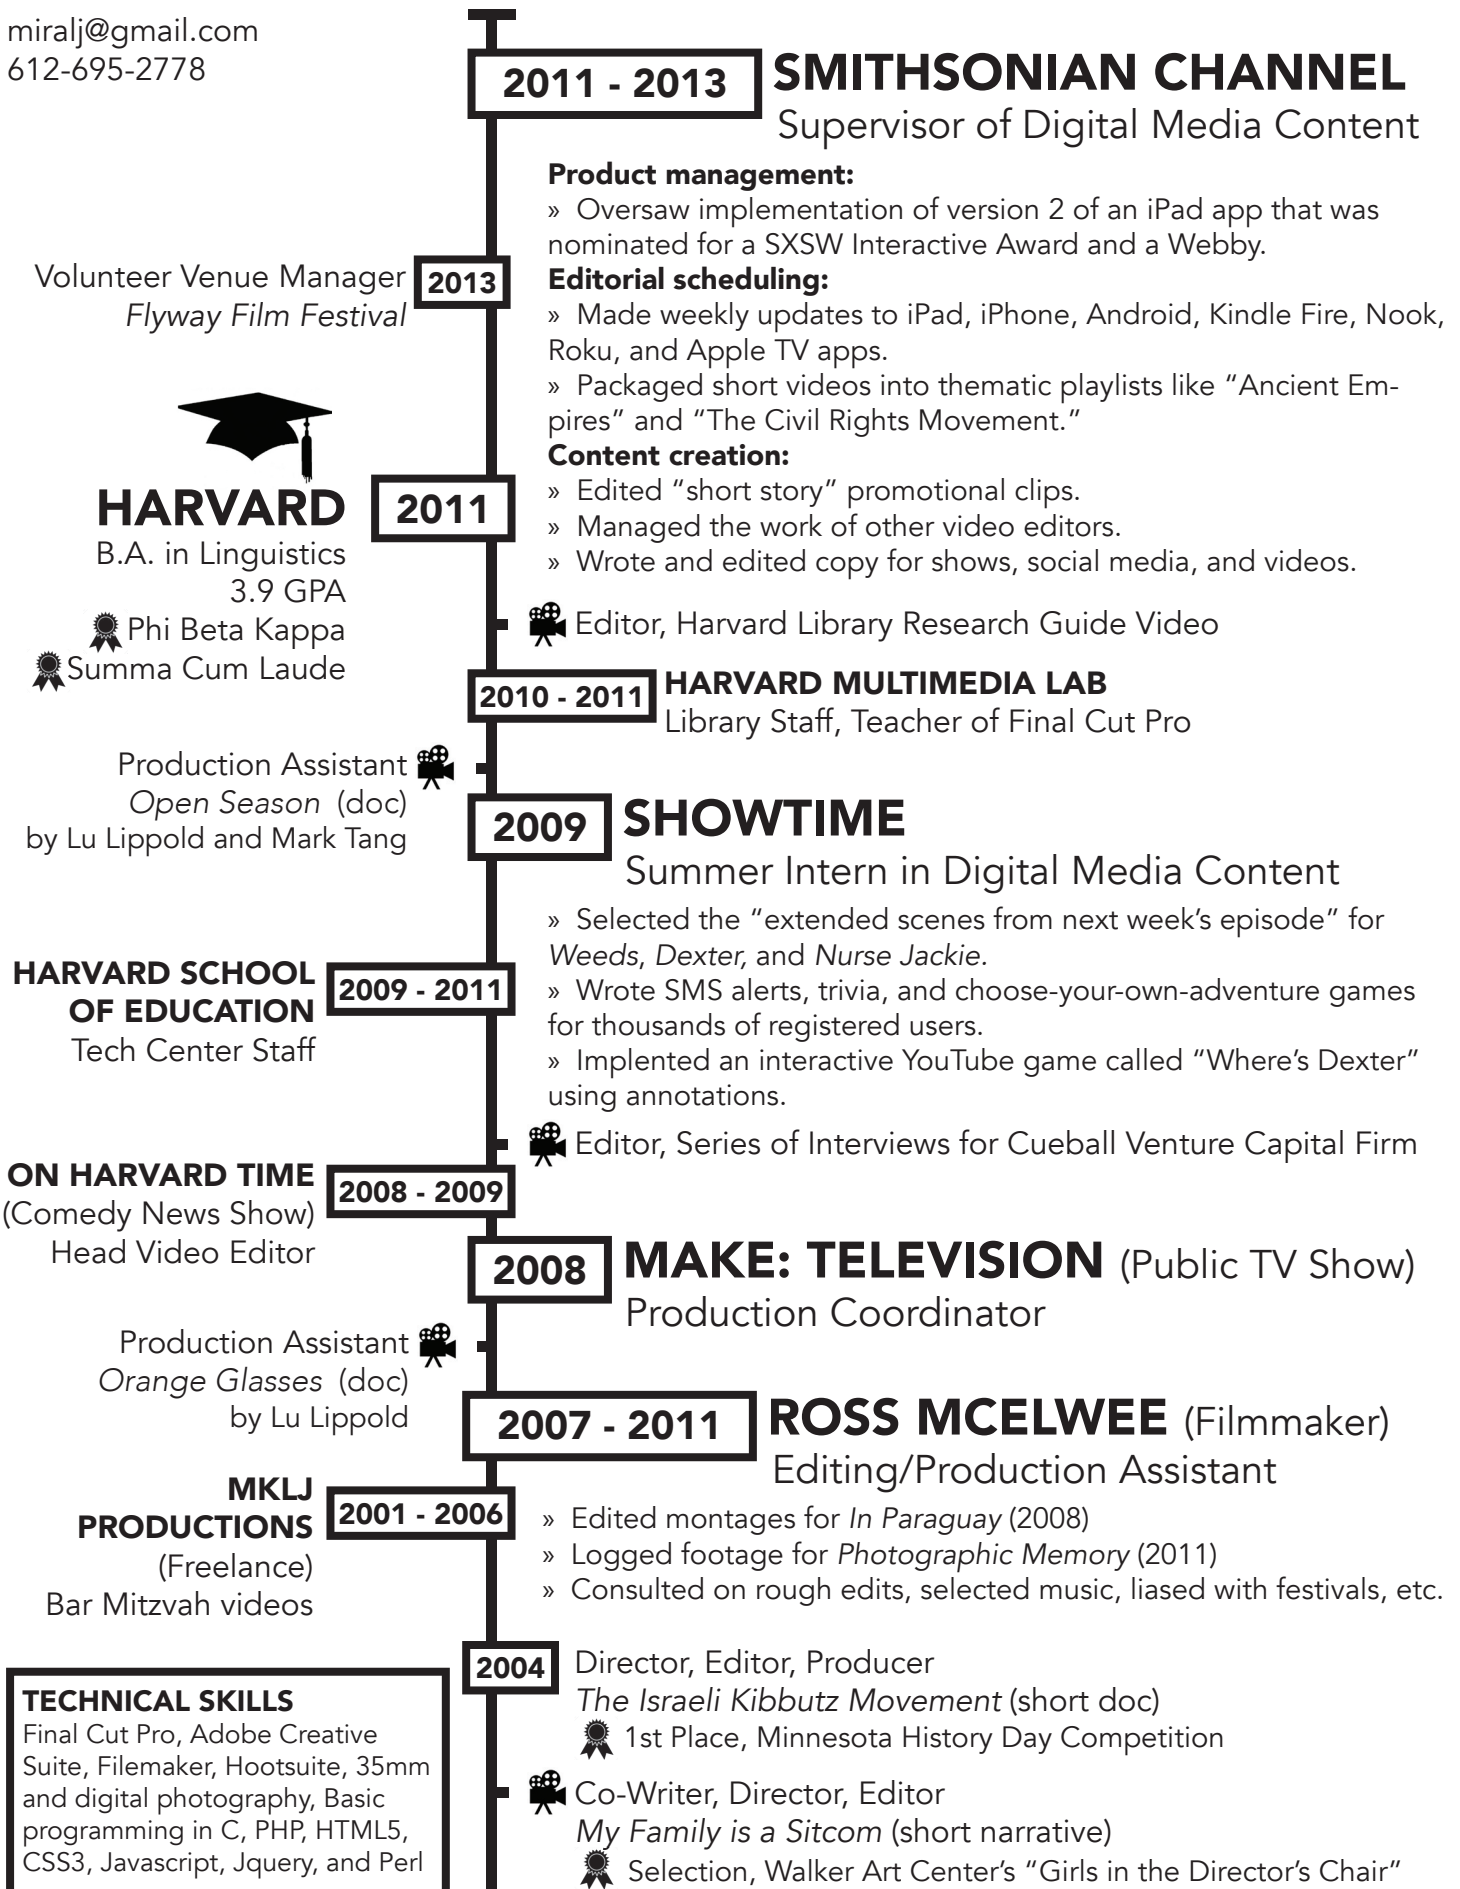 miralj@gmail.com
612-695-2778
2011 - 2013
SMITHSONIAN CHANNEL
Supervisor of Digital Media Content
Product management:
» Oversaw implementation of version 2 of an iPad app that was
nominated for a SXSW Interactive Award and a Webby.
Editorial scheduling:
» Made weekly updates to iPad, iPhone, Android, Kindle Fire, Nook,
Roku, and Apple TV apps.
» Packaged short videos into thematic playlists like “Ancient Em-
pires” and “The Civil Rights Movement.”
Content creation:
» Edited “short story” promotional clips.
» Managed the work of other video editors.
» Wrote and edited copy for shows, social media, and videos.
Volunteer Venue Manager
Flyway Film Festival
2013
HARVARD
2011
B.A. in Linguistics
3.9 GPA
Phi Beta Kappa
Summa Cum Laude
Editor, Harvard Library Research Guide Video
2010 - 2011
HARVARD MULTIMEDIA LAB
Library Staff, Teacher of Final Cut Pro
Production Assistant
Open Season (doc)
by Lu Lippold and Mark Tang
2009
SHOWTIME
Summer Intern in Digital Media Content
» Selected the “extended scenes from next week’s episode” for
Weeds, Dexter, and Nurse Jackie.
» Wrote SMS alerts, trivia, and choose-your-own-adventure games
for thousands of registered users.
» Implented an interactive YouTube game called “Where’s Dexter”
using annotations.
HARVARD SCHOOL
OF EDUCATION
Tech Center Staff
2009 - 2011
Editor, Series of Interviews for Cueball Venture Capital Firm
ON HARVARD TIME
(Comedy News Show)
Head Video Editor
2008 - 2009
2008
MAKE: TELEVISION (Public TV Show)
Production Coordinator
Production Assistant
Orange Glasses (doc)
by Lu Lippold
2007 - 2011
ROSS MCELWEE (Filmmaker)
Editing/Production Assistant
» Edited montages for In Paraguay (2008)
» Logged footage for Photographic Memory (2011)
» Consulted on rough edits, selected music, liased with festivals, etc.
MKLJ
PRODUCTIONS
(Freelance)
Bar Mitzvah videos
2001 - 2006
2004
Director, Editor, Producer
The Israeli Kibbutz Movement (short doc)
1st Place, Minnesota History Day Competition
Co-Writer, Director, Editor
My Family is a Sitcom (short narrative)
Selection, Walker Art Center’s “Girls in the Director’s Chair”
TECHNICAL SKILLS
Final Cut Pro, Adobe Creative
Suite, Filemaker, Hootsuite, 35mm
and digital photography, Basic
programming in C, PHP, HTML5,
CSS3, Javascript, Jquery, and Perl